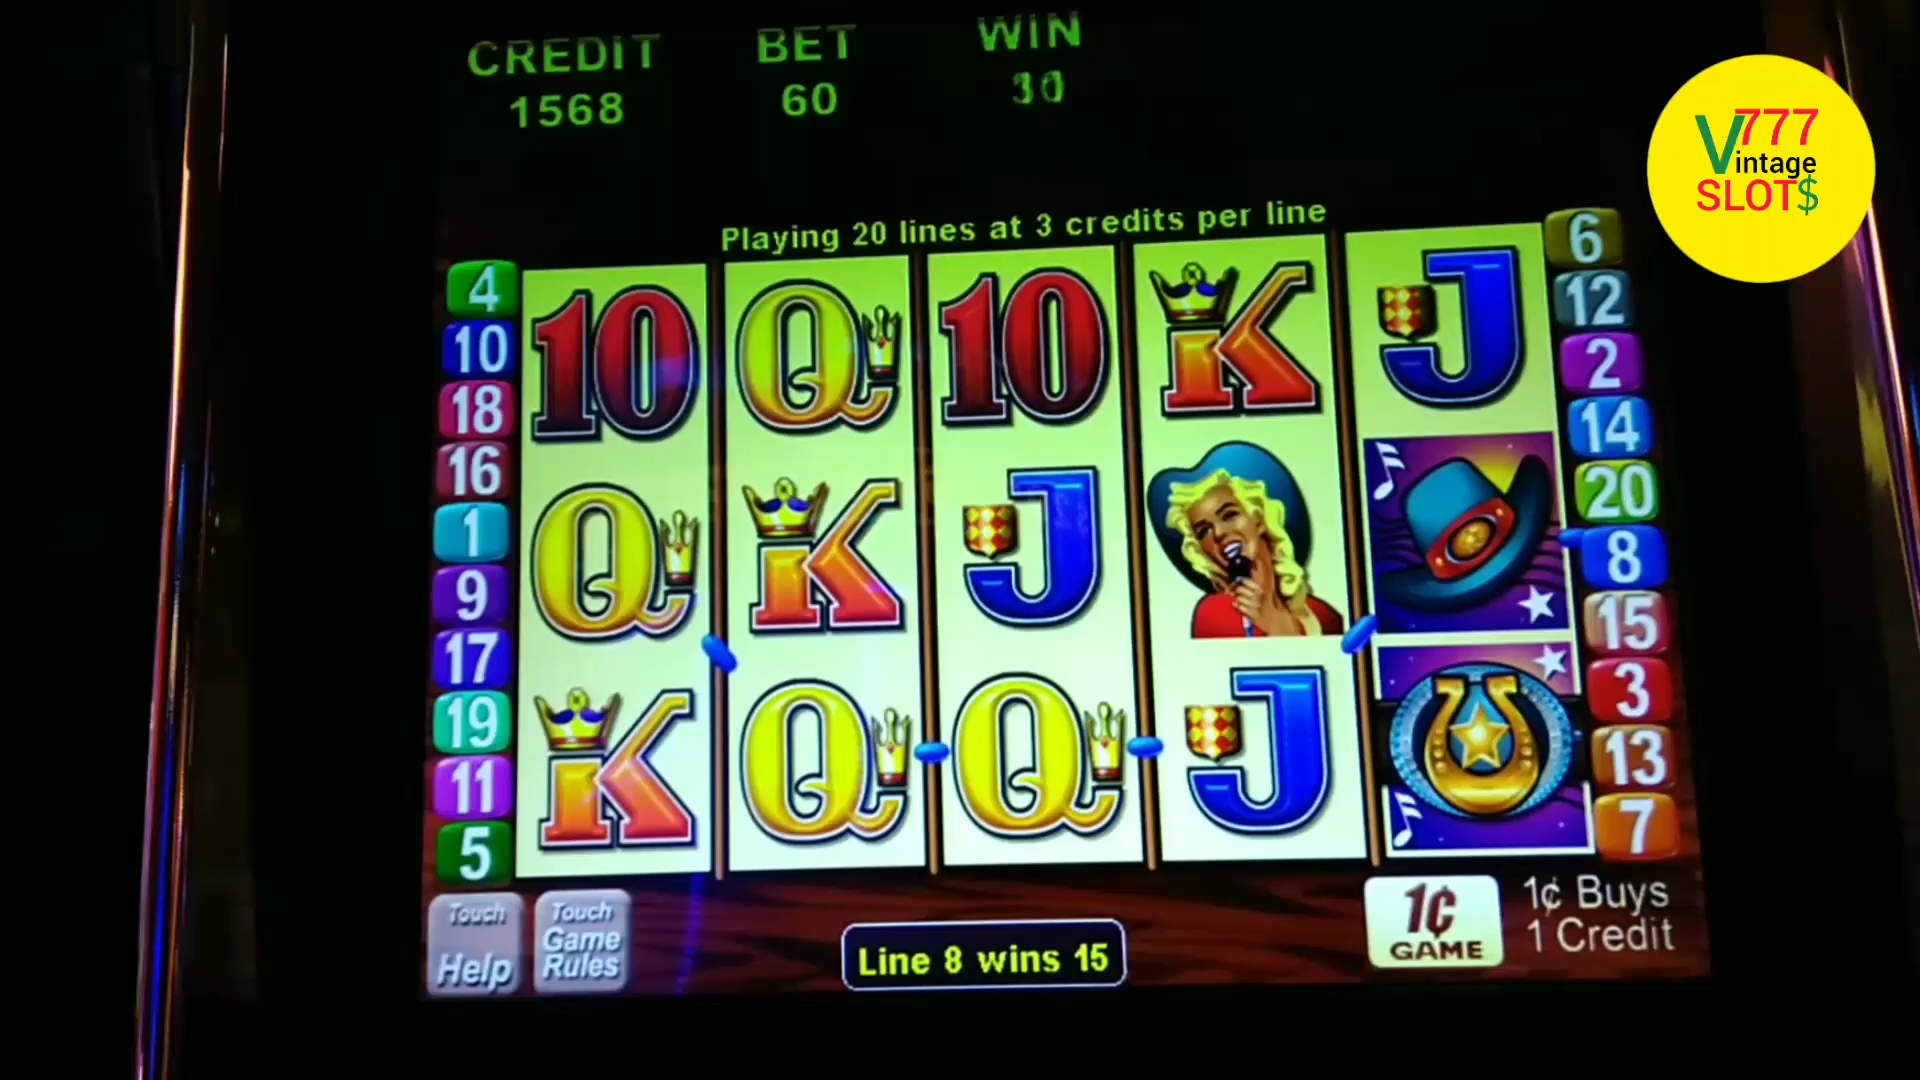 CREDIT BET WIN
1568 60 30
777
Vintage
SLOT$
Playing 20 lines at 3 credits per line
4 10 Q 10 K J 6
10 12
18 2
16 14
1 Q K J 20
9 8
17 15
19 K Q Q J 3
11 13
5 7
Touch Help
Touch Game Rules
Line 8 wins 15
1¢ GAME
1¢ Buys
1 Credit